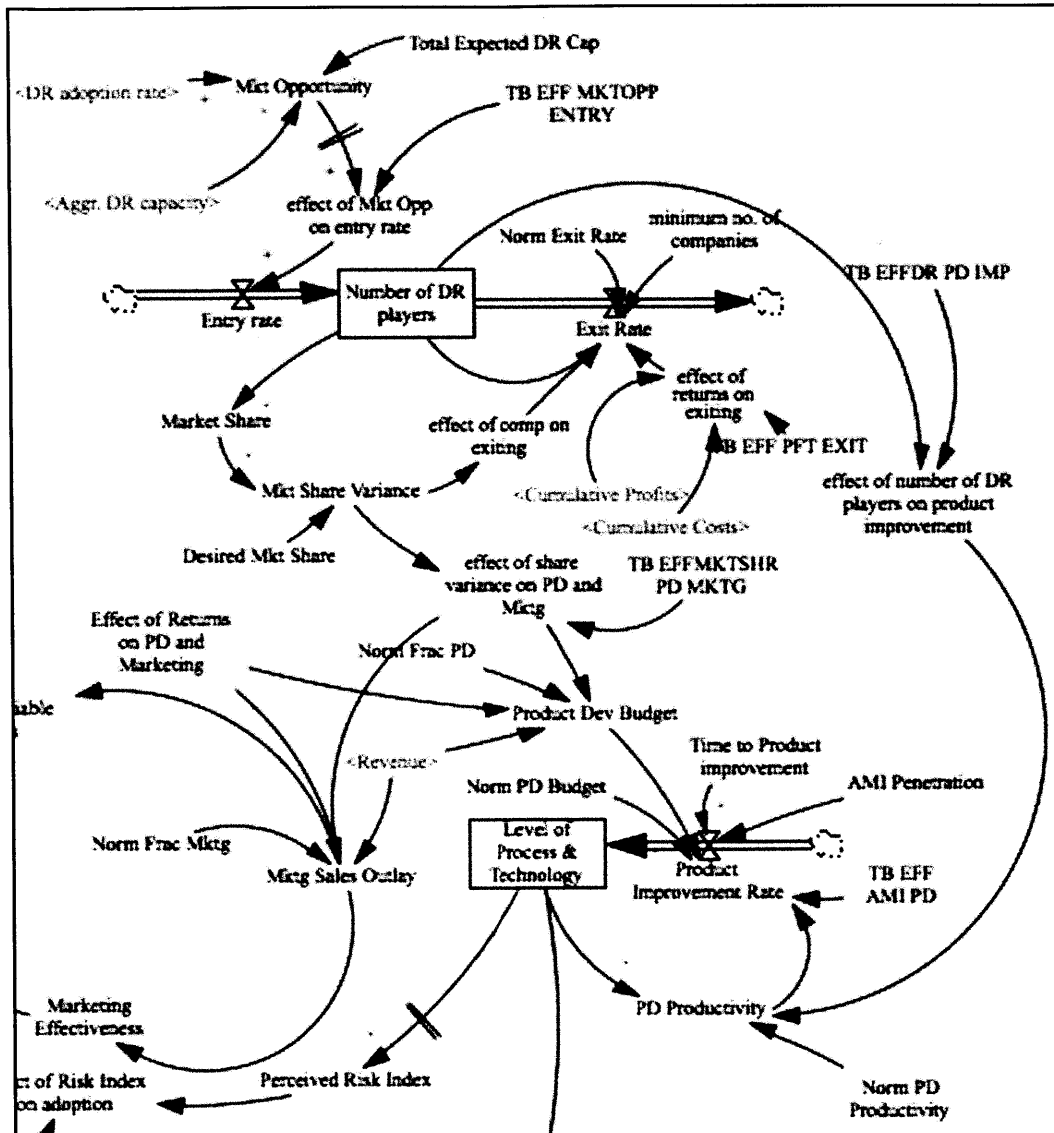 Total Expected DR Cap
<DR adoption rate>
Mkt Opportunity
TB EFF MKTOPP
ENTRY
<Aggr. DR capacity>
effect of Mkt Opp
on entry rate
Norm Exit Rate
minimum no. of
companies
TB EFFDR PD IMP
Number of DR
players
Entry rate
Exit Rate
effect of
returns on
exiting
Market Share
effect of comp on
exiting
TB EFF PFT EXIT
Mkt Share Variance
<Cumulative Profits>
<Cumulative Costs>
effect of number of DR
players on product
improvement
Desired Mkt Share
effect of share
variance on PD and
Mktg
TB EFFMKTSHR
PD MKTG
Effect of Returns
on PD and
Marketing
Norm Frac PD
Product Dev Budget
<Revenue>
Time to Product
improvement
Norm PD Budget
AMI Penetration
Norm Frac Mktg
Level of
Process &
Technology
Mktg Sales Outlay
Product
Improvement Rate
TB EFF
AMI PD
Marketing
Effectiveness
PD Productivity
of Risk Index
on adoption
Perceived Risk Index
Norm PD
Productivity